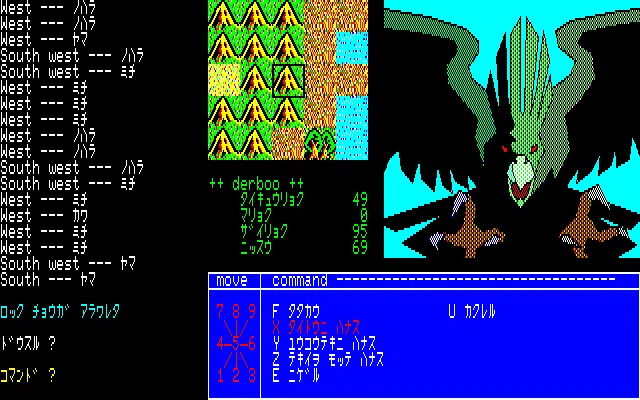 West --- ﾉﾊﾗ
West --- ﾉﾊﾗ
West --- ﾔﾏ
South west --- ﾉﾊﾗ
South west --- ﾐﾁ
West --- ﾐﾁ
West --- ﾐﾁ
West --- ﾐﾁ
West --- ﾉﾊﾗ
West --- ﾉﾊﾗ
South west --- ﾉﾊﾗ
South west --- ﾐﾁ
West --- ﾐﾁ
West --- ｶﾜ
West --- ﾐﾁ
West --- ﾐﾁ
South west --- ﾔﾏ
South --- ﾔﾏ
ﾛｯｸ ﾁｮｳｶﾞ ｱﾗﾜﾚﾀ
ﾄﾞｳｽﾙ ?
ｺﾏﾝﾄﾞ ?
++ derboo ++
ﾀｲｷｭｳﾘｮｸ 49
ﾏﾘｮｸ 0
ｻﾞｲﾘｮｸ 95
ﾆｯｽｳ 69
move
7 8 9
4-5-6
1 2 3
command ----------------------------------
F ﾀﾀｶｳ U ｶｸﾚﾙ
X ﾀｲﾄｳﾆ ﾊﾅｽ
Y ﾕｳｺｳﾃｷﾆ ﾊﾅｽ
Z ﾃｷｲｦ ﾓｯﾃ ﾊﾅｽ
E ﾆｹﾞﾙ